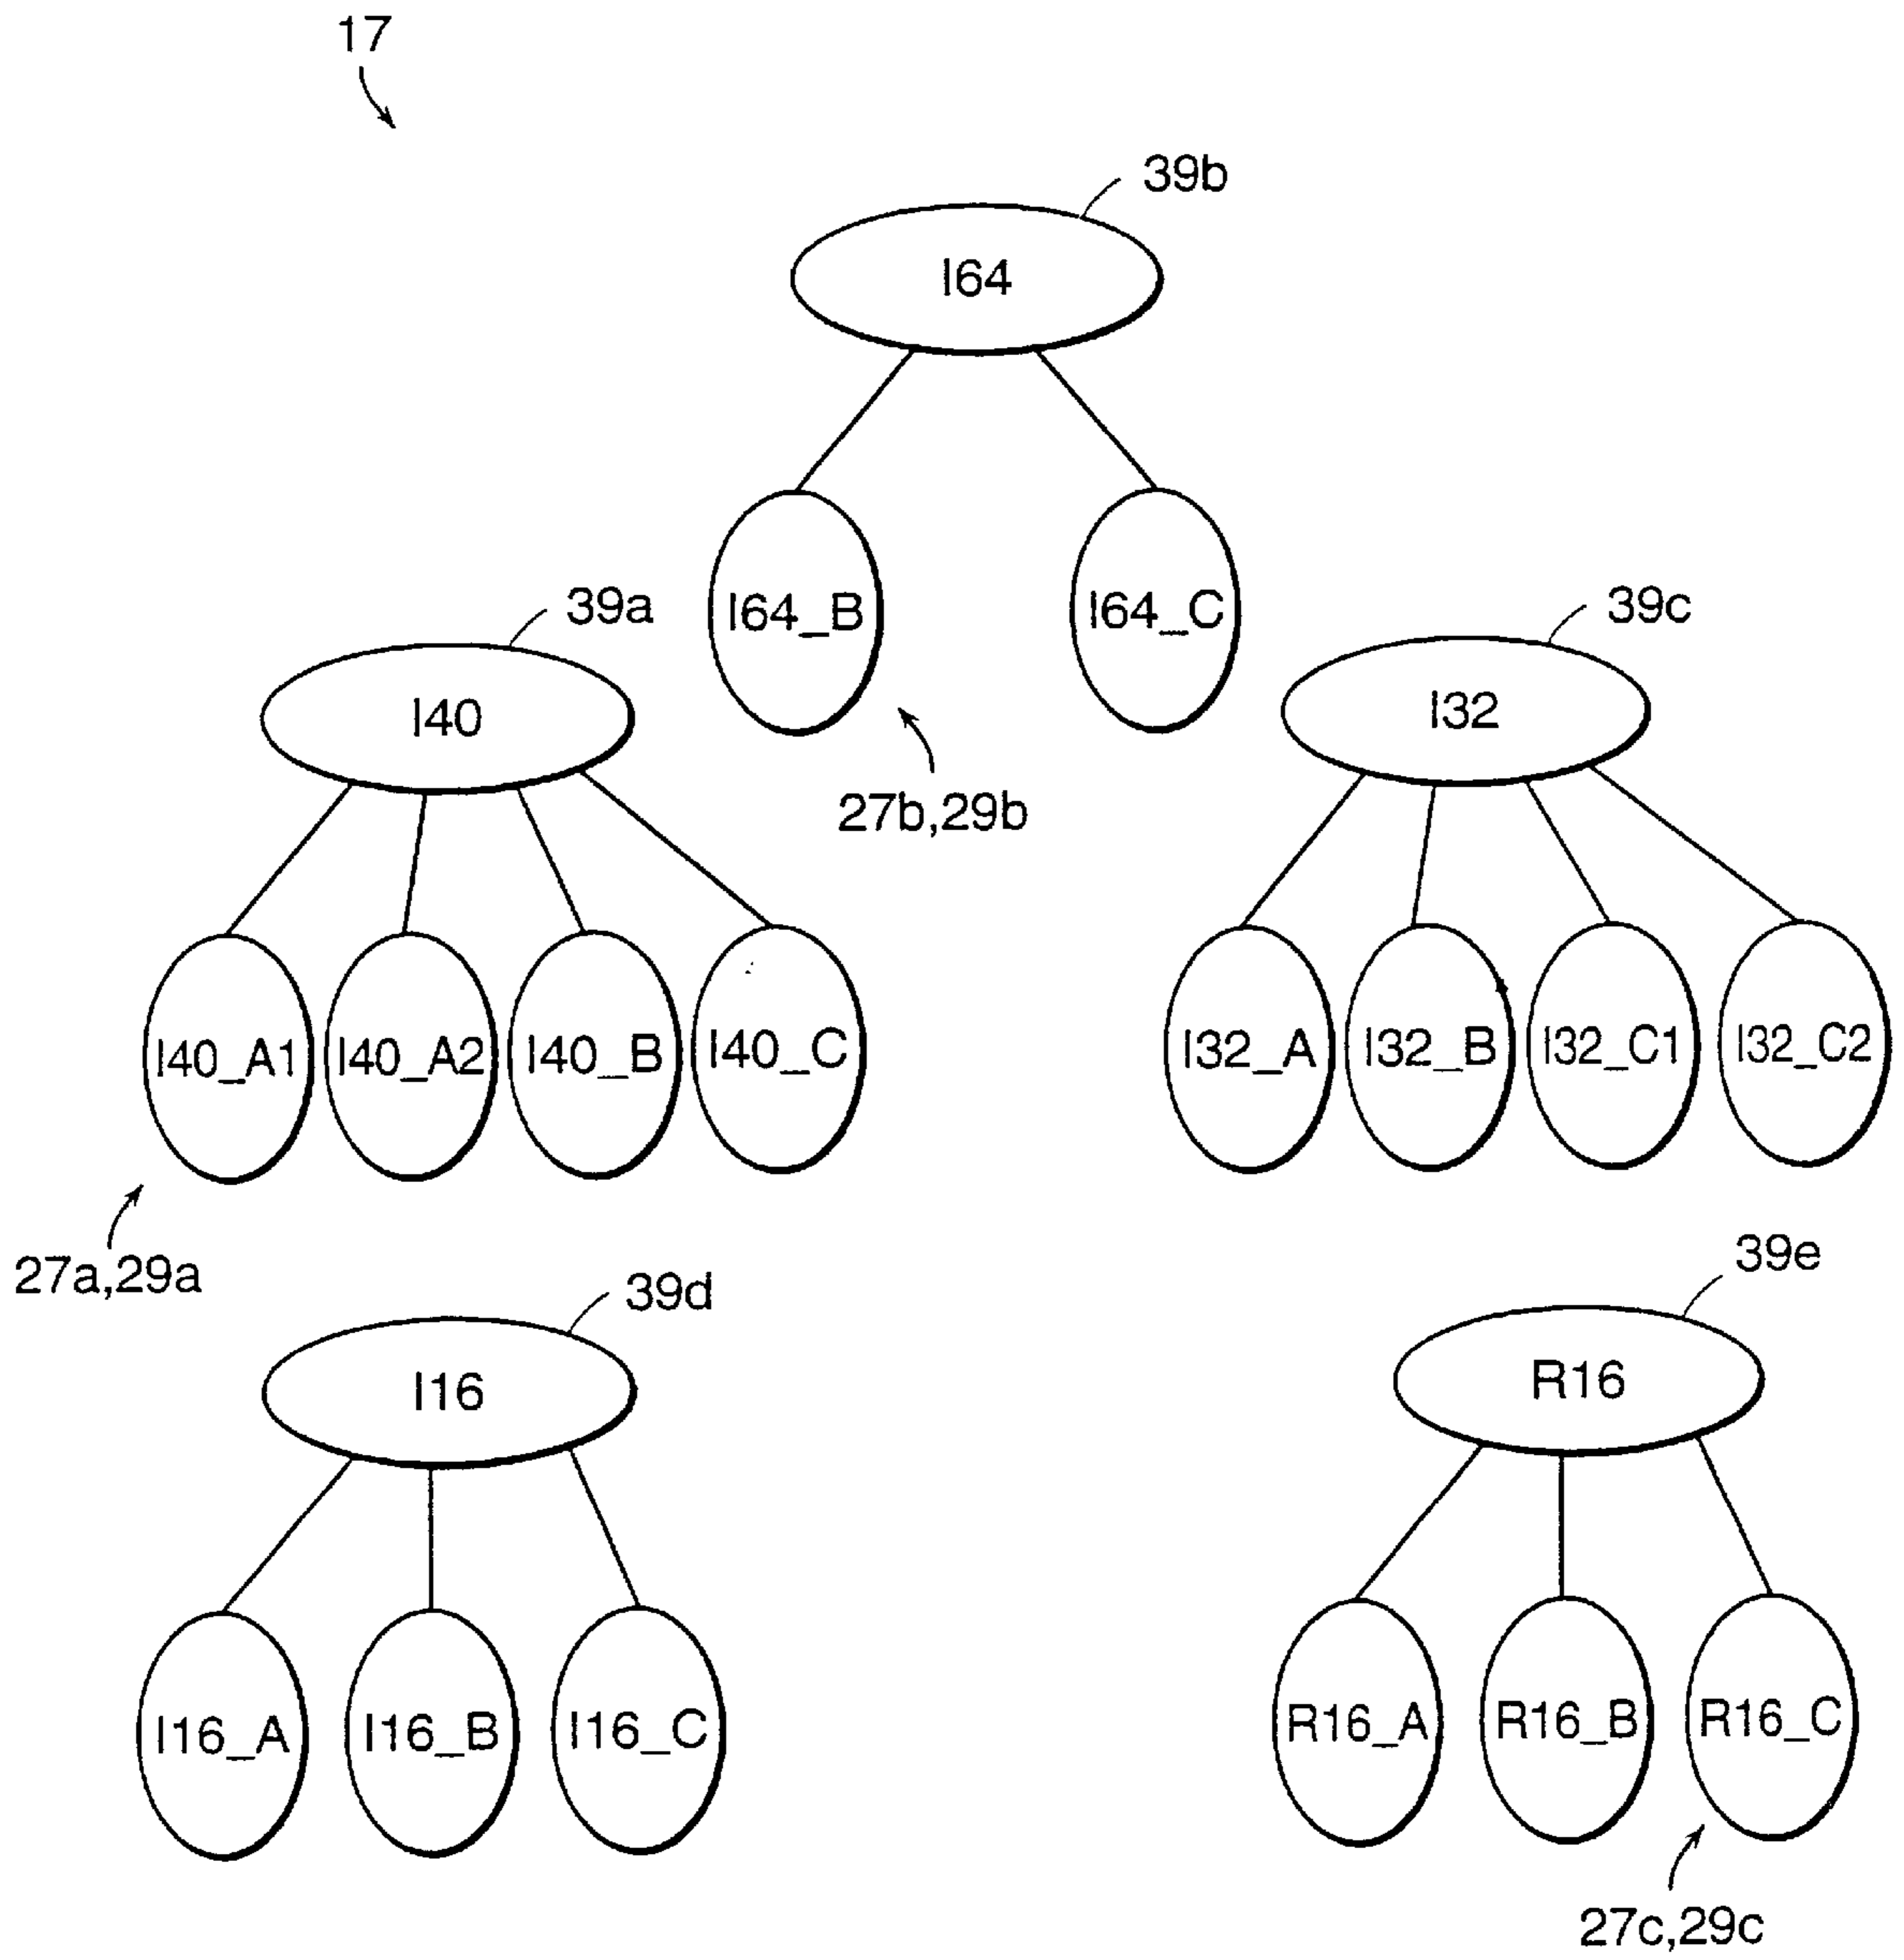 17
39b
I64
I64_B
I64_C
39a
39c
I40
I32
27b,29b
I40_A1
I40_A2
I40_B
I40_C
I32_A
I32_B
I32_C1
I32_C2
27a,29a
39d
39e
I16
R16
I16_A
I16_B
I16_C
R16_A
R16_B
R16_C
27c,29c